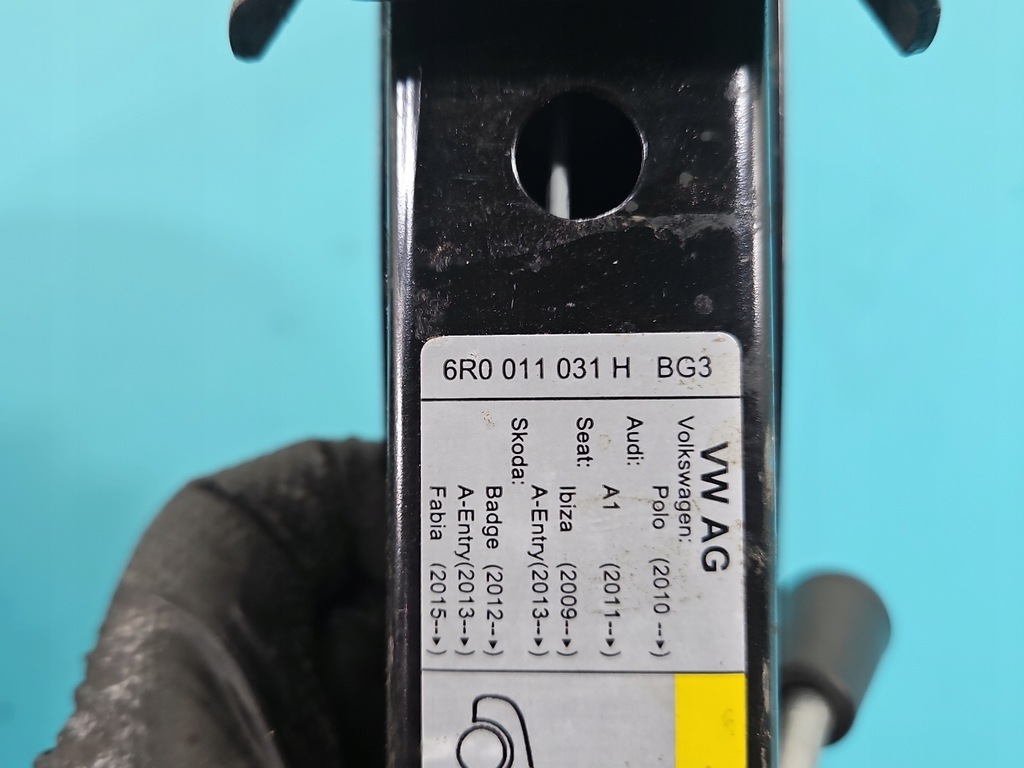 6R0 011 031 H BG3
VW AG
Volkswagen:
Polo (2010 -->)
Audi:
A1 (2011-->)
Seat:
Ibiza (2009-->)
A-Entry(2013-->)
Skoda:
Badge (2012-->)
A-Entry(2013-->)
Fabia (2015-->)